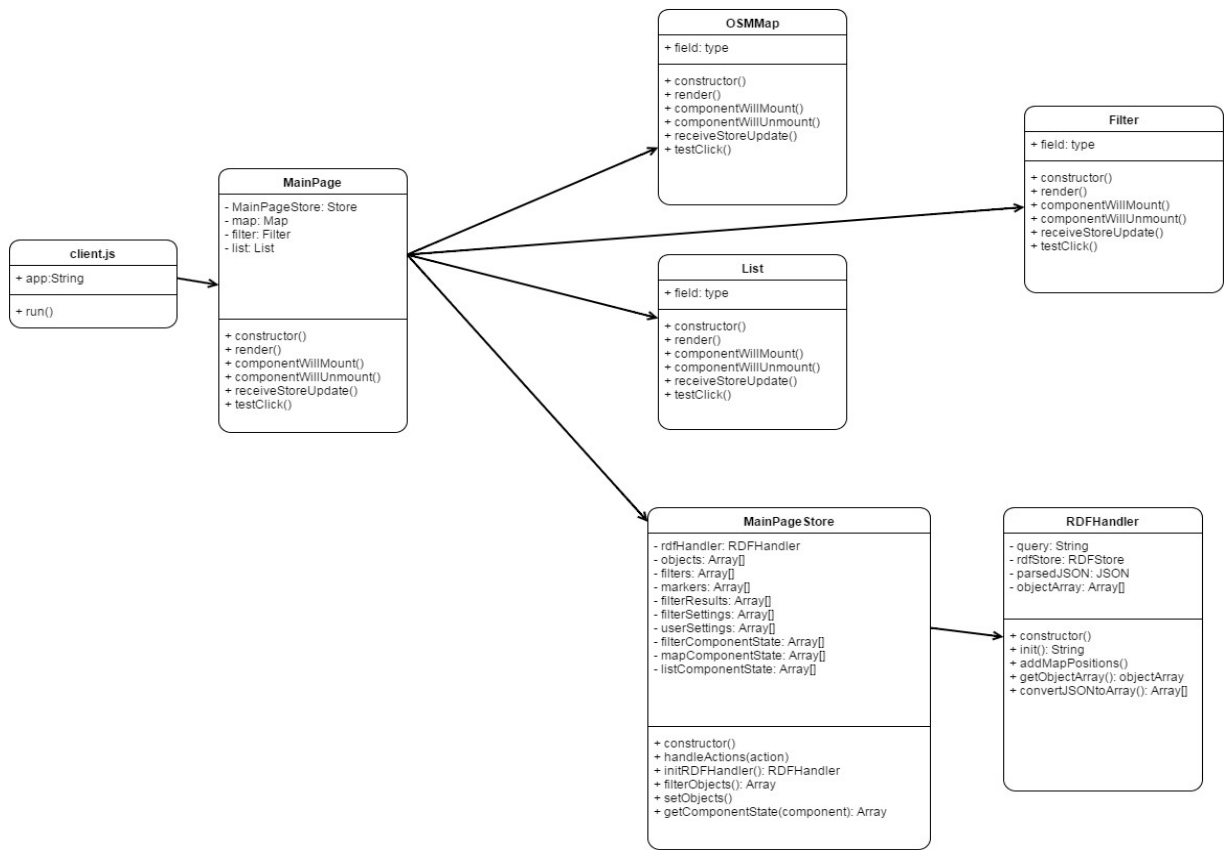 OSMMap
+ field: type
+ constructor()
+ render()
+ componentWillMount()
+ componentWillUnmount()
+ receiveStoreUpdate()
+ testClick()
Filter
+ field: type
+ constructor()
+ render()
+ componentWillMount()
+ componentWillUnmount()
+ receiveStoreUpdate()
+ testClick()
MainPage
- MainPageStore: Store
- map: Map
- filter: Filter
- list: List
+ constructor()
+ render()
+ componentWillMount()
+ componentWillUnmount()
+ receiveStoreUpdate()
+ testClick()
client.js
+ app:String
+ run()
List
+ field: type
+ constructor()
+ render()
+ componentWillMount()
+ componentWillUnmount()
+ receiveStoreUpdate()
+ testClick()
MainPageStore
- rdfHandler: RDFHandler
- objects: Array[]
- filters: Array[]
- markers: Array[]
- filterResults: Array[]
- filterSettings: Array[]
- userSettings: Array[]
- filterComponentState: Array[]
- mapComponentState: Array[]
- listComponentState: Array[]
+ constructor()
+ handleActions(action)
+ initRDFHandler(): RDFHandler
+ filterObjects(): Array
+ setObjects()
+ getComponentState(component): Array
RDFHandler
- query: String
- rdfStore: RDFStore
- parsedJSON: JSON
- objectArray: Array[]
+ constructor()
+ init(): String
+ addMapPositions()
+ getObjectArray(): objectArray
+ convertJSONtoArray(): Array[]